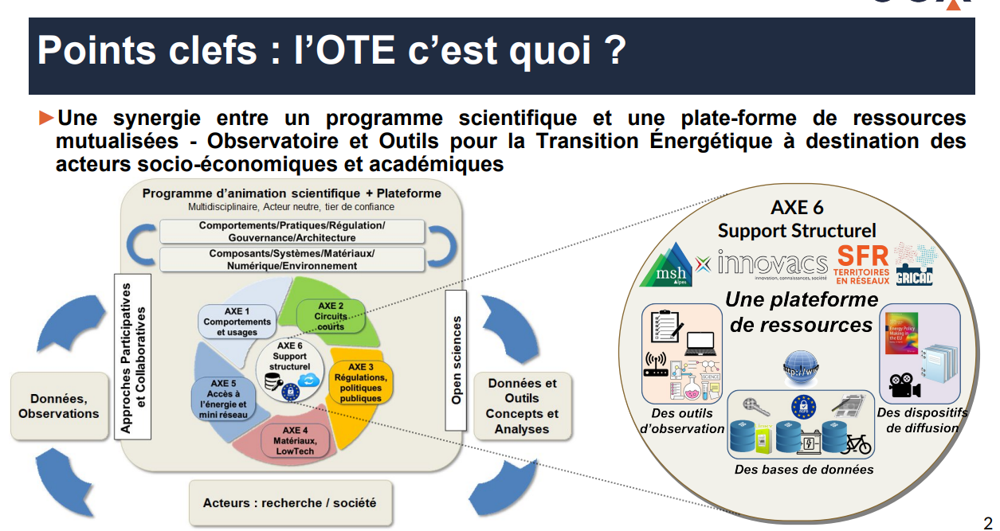 Points clefs : l’OTE c’est quoi ?
►Une synergie entre un programme scientifique et une plate-forme de ressources
mutualisées - Observatoire et Outils pour la Transition Énergétique à destination des
acteurs socio-économiques et académiques
Programme d’animation scientifique + Plateforme
Multidisciplinaire, Acteur neutre, tier de confiance
Comportements/Pratiques/Régulation/
Gouvernance/Architecture
Composants/Systèmes/Matériaux/
Numérique/Environnement
Approches Participatives
et Collaboratives
AXE 1
Comportements
et usages
AXE 2
Circuits
courts
AXE 3
Régulations,
politiques
publiques
AXE 4
Matériaux,
LowTech
AXE 5
Accès à
l’énergie et
mini réseau
AXE 6
Support
structurel
Open sciences
Données,
Observations
Données et
Outils
Concepts et
Analyses
Acteurs : recherche / société
AXE 6
Support Structurel
msh
Alpes
innovacs
innovation, connaissances, société
SFR
TERRITOIRES
EN RÉSEAUX
GRICAD
Une plateforme
de ressources
SCIENCE
http://www
Energy Policy
Making in
the EU
Des outils
d’observation
Des dispositifs
de diffusion
Des bases de données
2